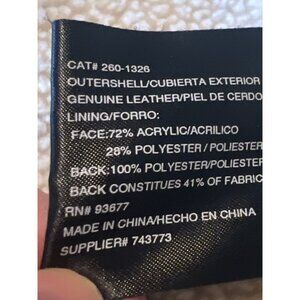 CAT# 260-1326
OUTERSHELL/CUBIERTA EXTERIOR
GENUINE LEATHER/PIEL DE CERDO
LINING/FORRO:
FACE:72% ACRYLIC/ACRILICO
28% POLYESTER / POLIESTER
BACK:100% POLYESTER/POLIESTER
BACK CONSTITUES 41% OF FABRIC
RN# 93677
MADE IN CHINA/HECHO EN CHINA
SUPPLIER# 743773